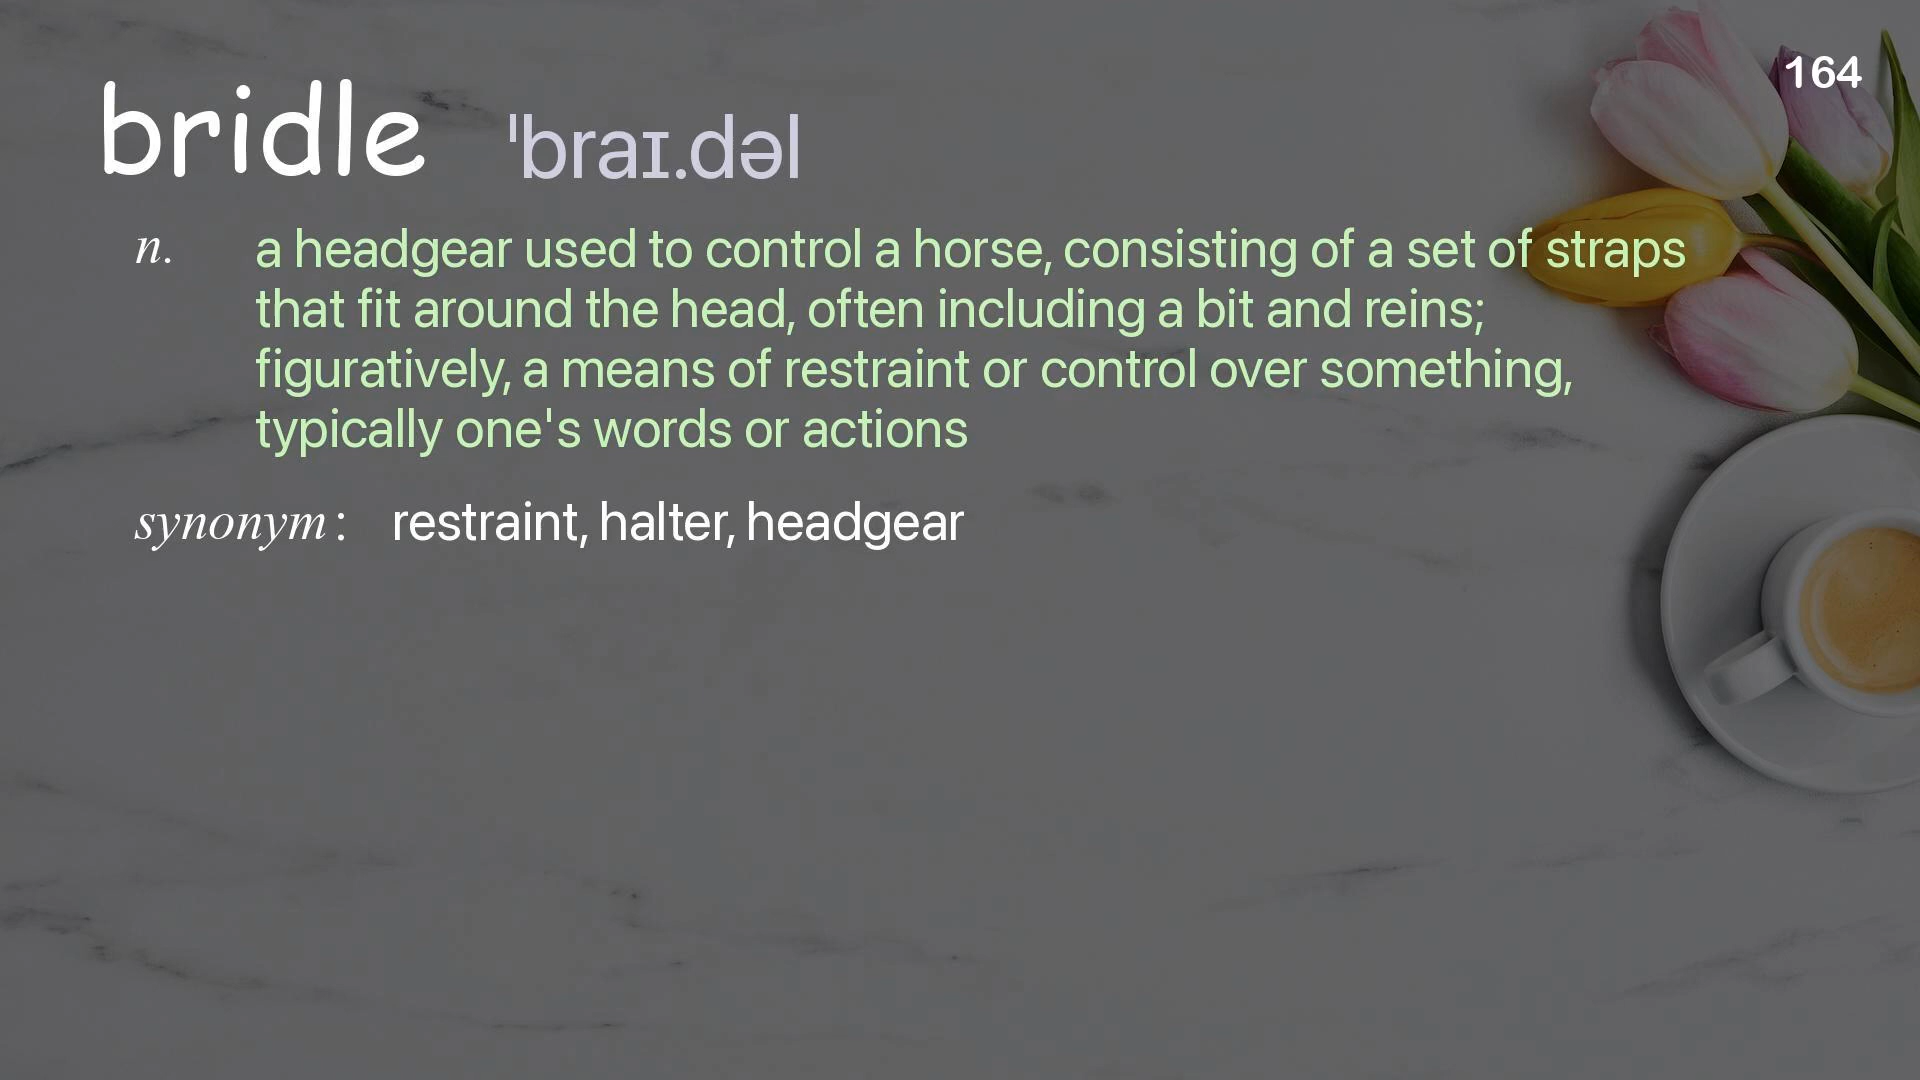 164
bridle ˈbraɪ.dəl
n. a headgear used to control a horse, consisting of a set of straps
that fit around the head, often including a bit and reins;
figuratively, a means of restraint or control over something,
typically one's words or actions
synonym: restraint, halter, headgear